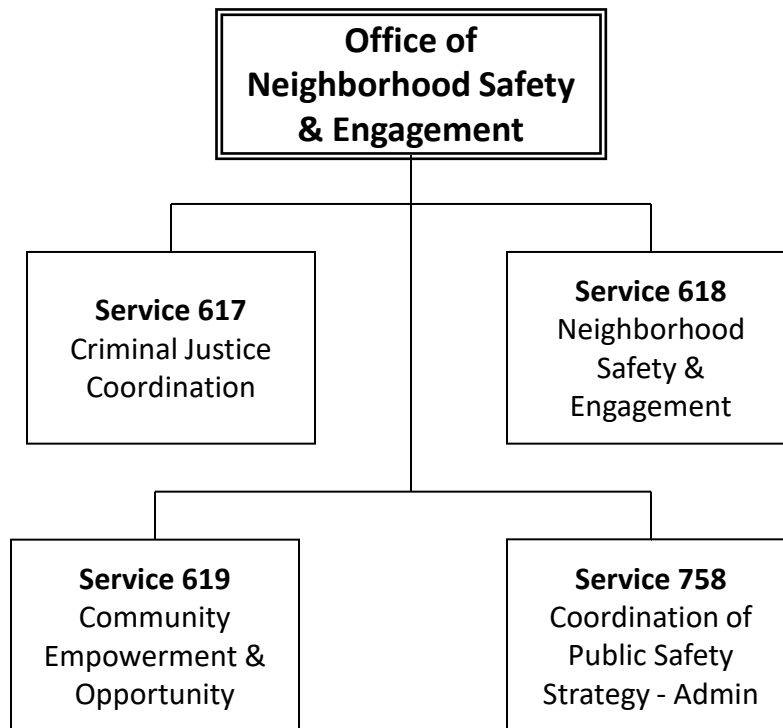 Office of
Neighborhood Safety
& Engagement
Service 617
Criminal Justice
Coordination
Service 618
Neighborhood
Safety &
Engagement
Service 619
Community
Empowerment &
Opportunity
Service 758
Coordination of
Public Safety
Strategy - Admin